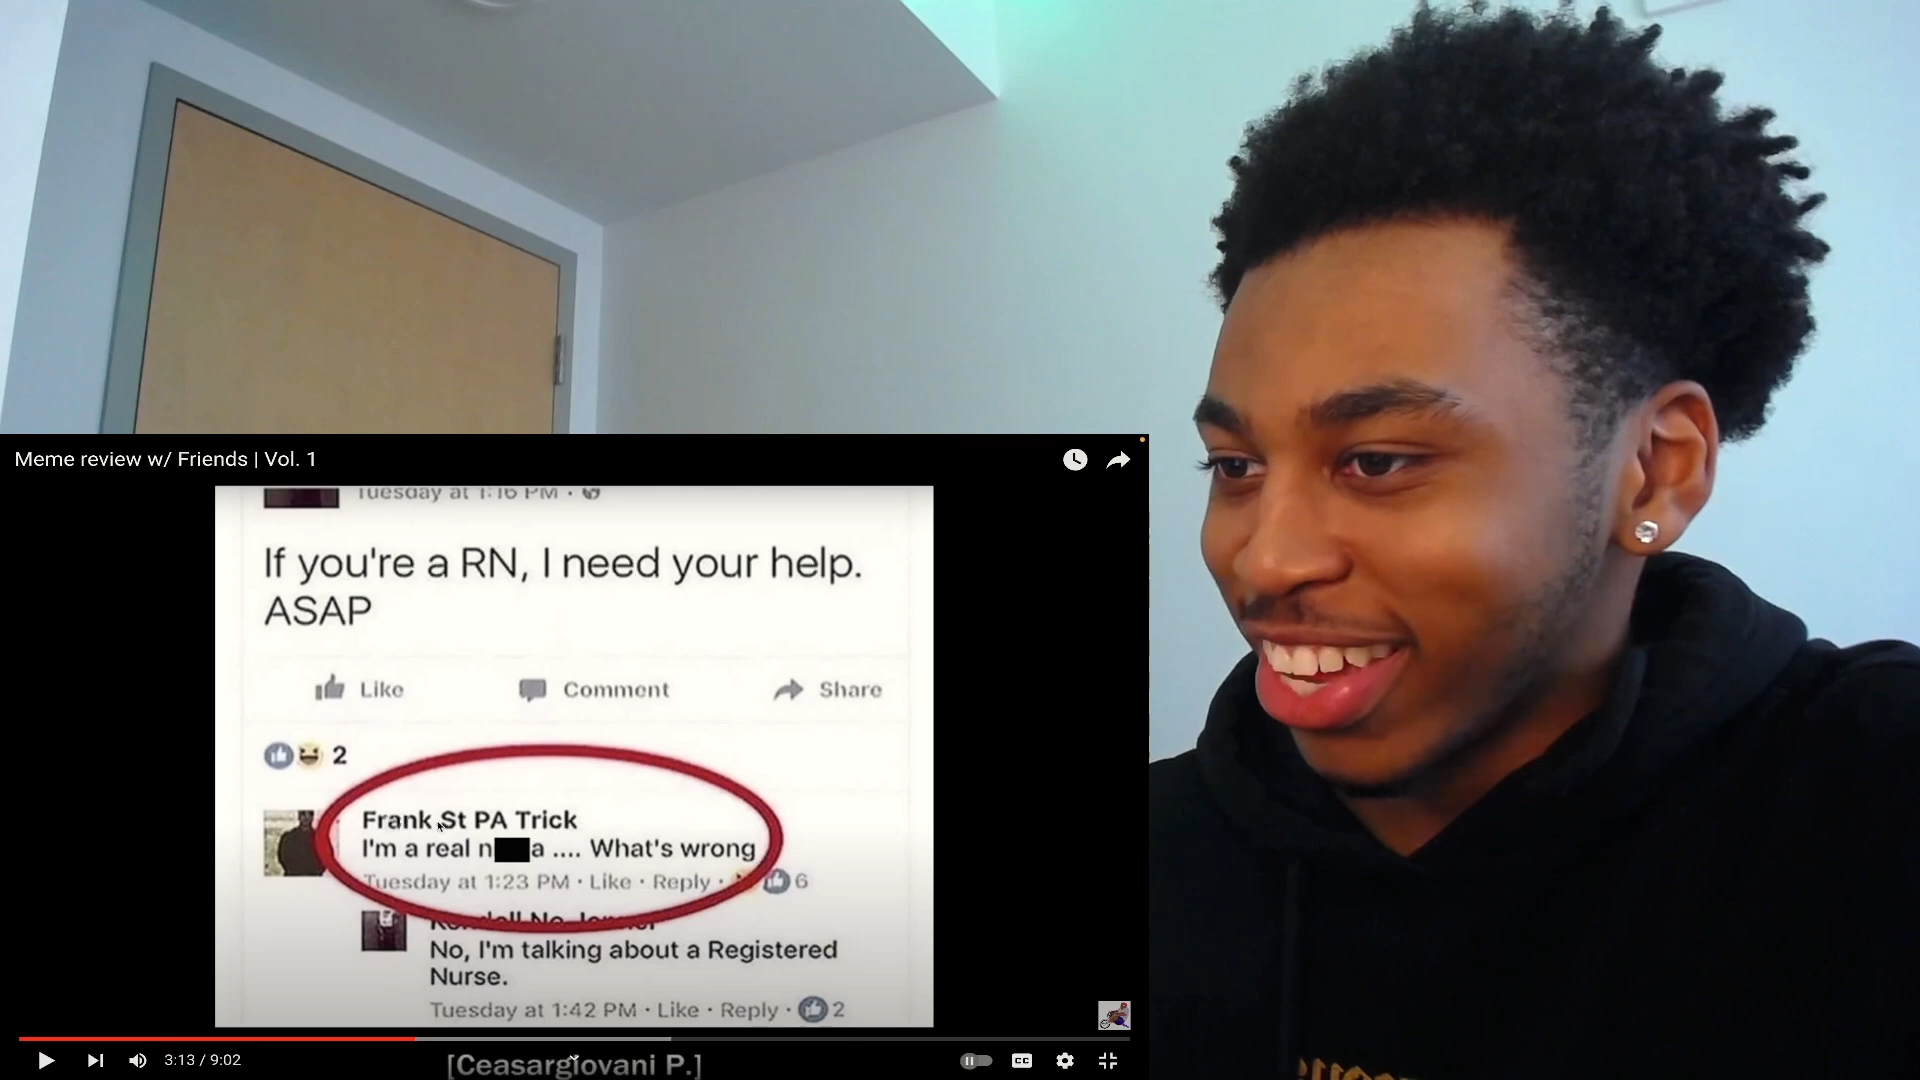 Meme review w/ Friends | Vol. 1
Tuesday at 1:16 PM ·
If you're a RN, I need your help.
ASAP
Like Comment Share
2
Frank St PA Trick
I'm a real n a .... What's wrong
Tuesday at 1:23 PM · Like · Reply · 6
No, I'm talking about a Registered
Nurse.
Tuesday at 1:42 PM · Like · Reply · 2
3:13 / 9:02
[Ceasargiovani P.]
CC